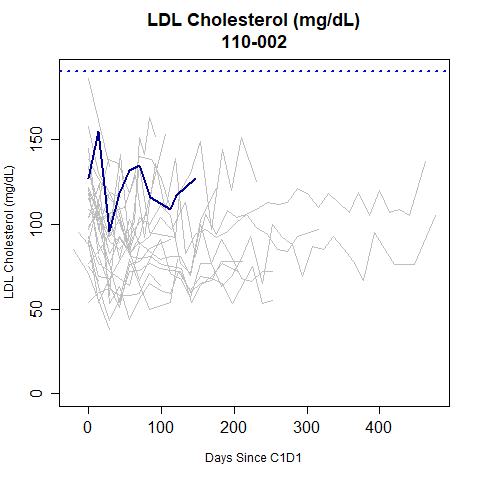 LDL Cholesterol (mg/dL)
110-002
LDL Cholesterol (mg/dL)
150
100
50
0
0 100 200 300 400
Days Since C1D1